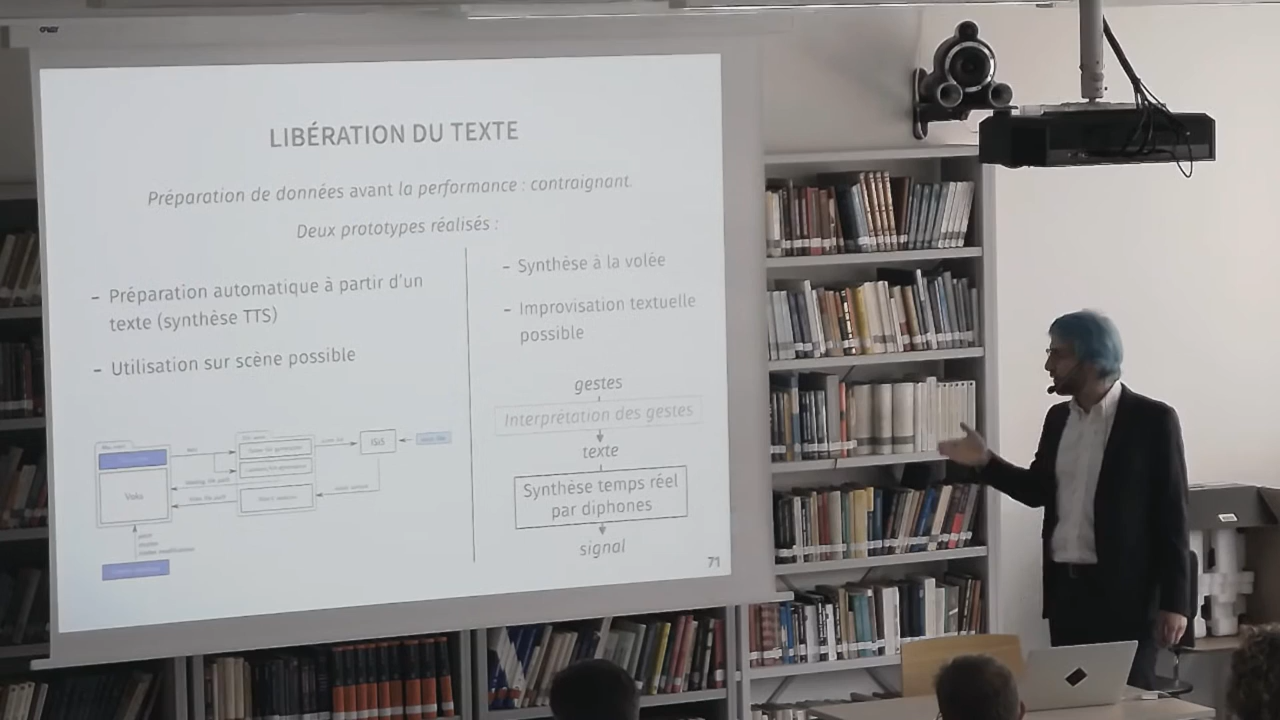 LIBÉRATION DU TEXTE
Préparation de données avant la performance : contraignant.
Deux prototypes réalisés :
– Préparation automatique à partir d'un
texte (synthèse TTS)
– Utilisation sur scène possible
Voks
ISiS
– Synthèse à la volée
– Improvisation textuelle
possible
gestes
Interprétation des gestes
texte
Synthèse temps réel
par diphones
signal
71